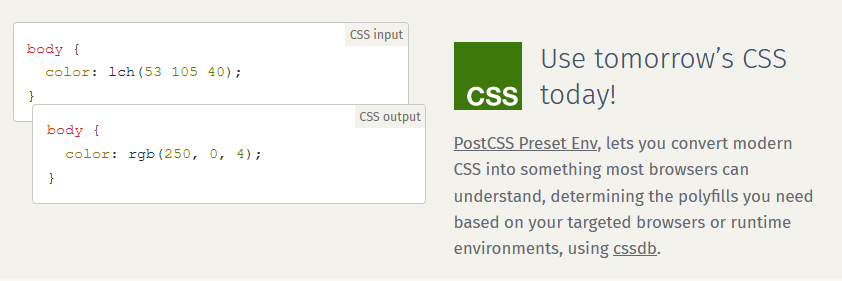 CSS input
body {
color: lch(53 105 40);
}
CSS output
body {
color: rgb(250, 0, 4);
}
CSS
Use tomorrow’s CSS
today!
PostCSS Preset Env, lets you convert modern
CSS into something most browsers can
understand, determining the polyfills you need
based on your targeted browsers or runtime
environments, using cssdb.